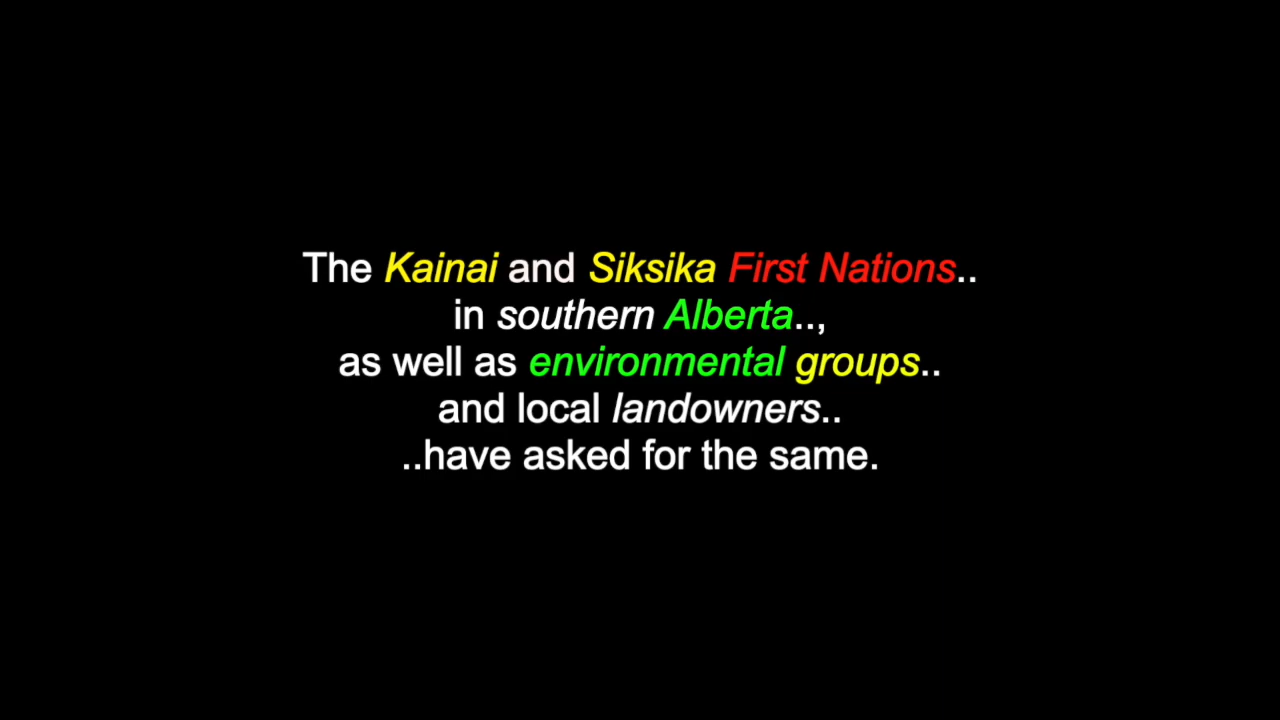 The Kainai and Siksika First Nations..
in southern Alberta..,
as well as environmental groups..
and local landowners..
..have asked for the same.